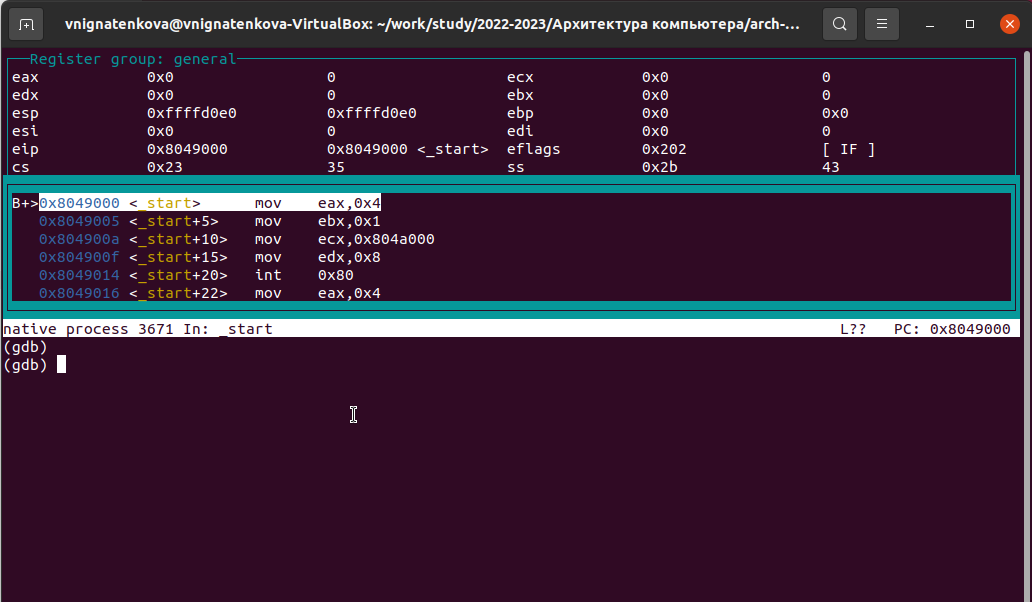 vnignatenkova@vnignatenkova-VirtualBox: ~/work/study/2022-2023/Архитектура компьютера/arch-...
Register group: general
eax 0x0 0 ecx 0x0 0
edx 0x0 0 ebx 0x0 0
esp 0xffffd0e0 0xffffd0e0 ebp 0x0 0x0
esi 0x0 0 edi 0x0 0
eip 0x8049000 0x8049000 <_start> eflags 0x202 [ IF ]
cs 0x23 35 ss 0x2b 43
B+>0x8049000 <_start> mov eax,0x4
0x8049005 <_start+5> mov ebx,0x1
0x804900a <_start+10> mov ecx,0x804a000
0x804900f <_start+15> mov edx,0x8
0x8049014 <_start+20> int 0x80
0x8049016 <_start+22> mov eax,0x4
native process 3671 In: _start L?? PC: 0x8049000
(gdb)
(gdb)